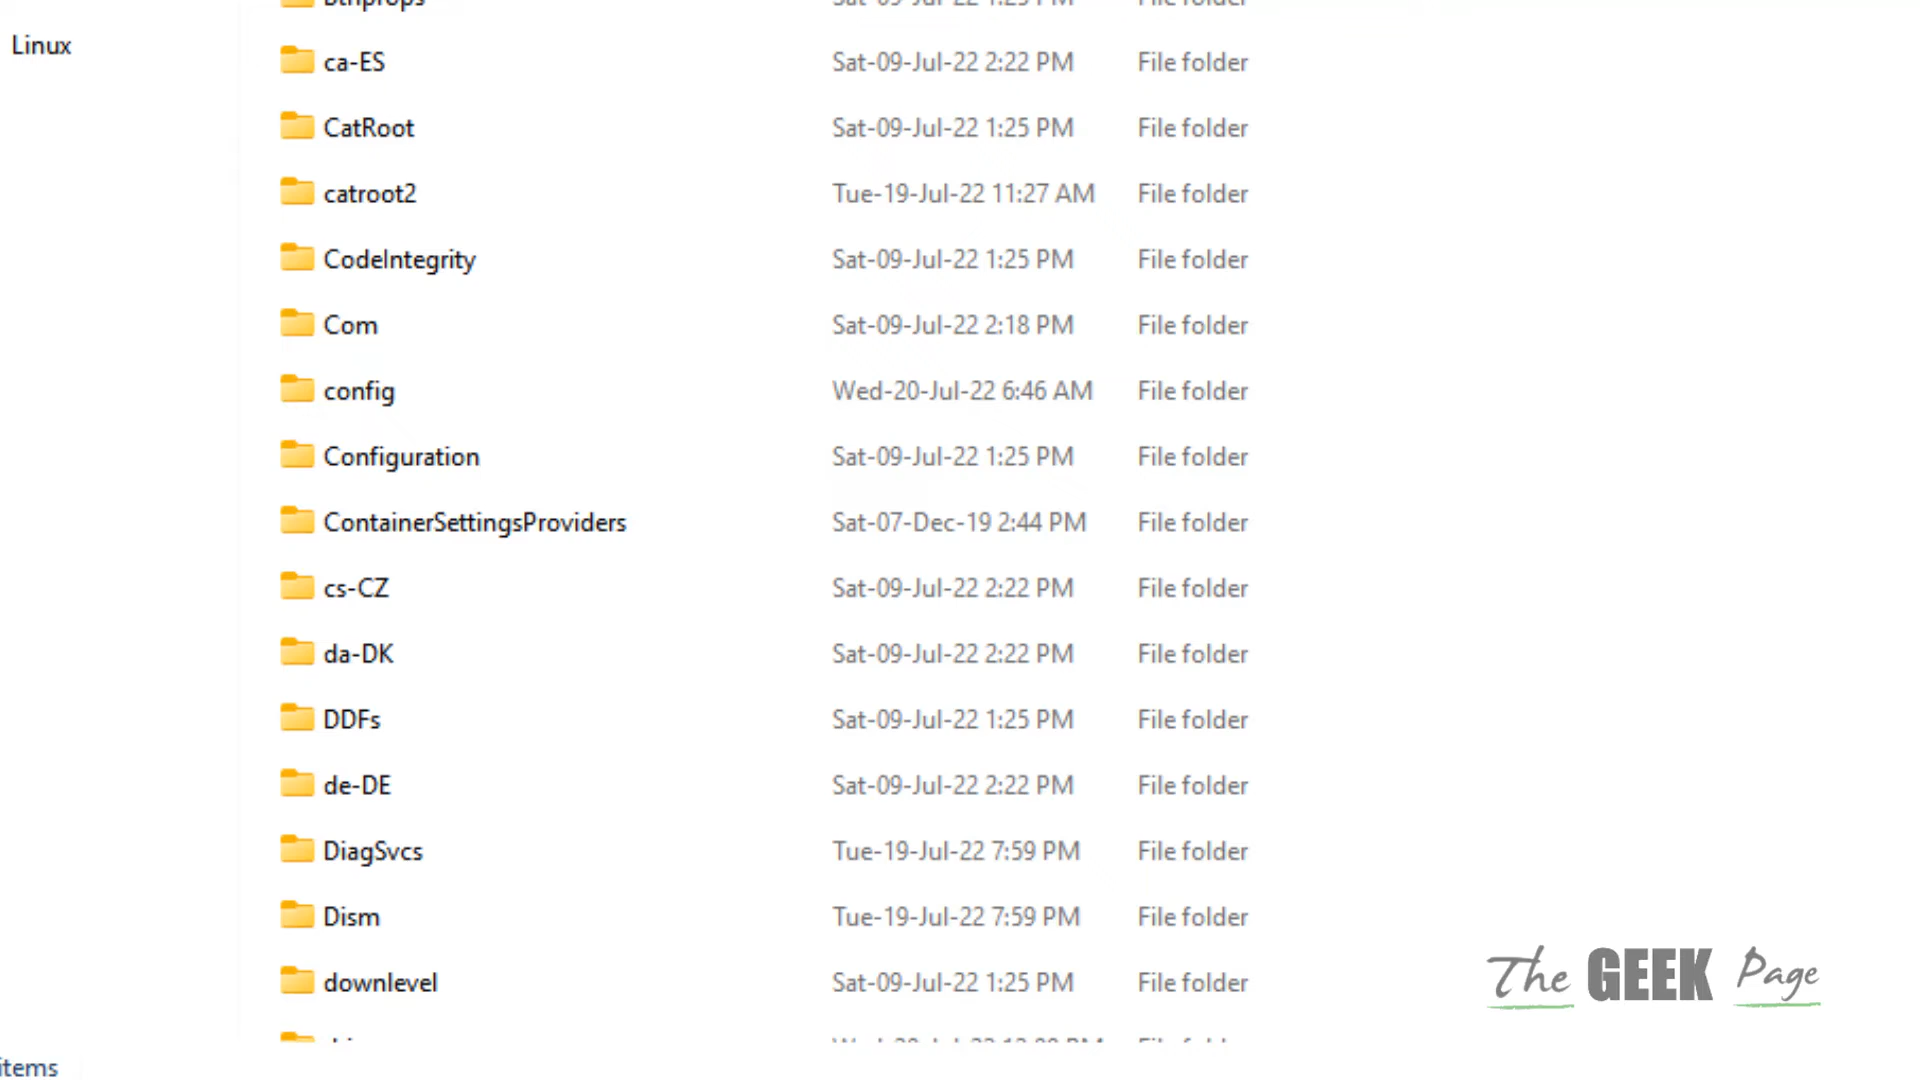 Linux
ca-ES Sat-09-Jul-22 2:22 PM File folder
CatRoot Sat-09-Jul-22 1:25 PM File folder
catroot2 Tue-19-Jul-22 11:27 AM File folder
CodeIntegrity Sat-09-Jul-22 1:25 PM File folder
Com Sat-09-Jul-22 2:18 PM File folder
config Wed-20-Jul-22 6:46 AM File folder
Configuration Sat-09-Jul-22 1:25 PM File folder
ContainerSettingsProviders Sat-07-Dec-19 2:44 PM File folder
cs-CZ Sat-09-Jul-22 2:22 PM File folder
da-DK Sat-09-Jul-22 2:22 PM File folder
DDFs Sat-09-Jul-22 1:25 PM File folder
de-DE Sat-09-Jul-22 2:22 PM File folder
DiagSvcs Tue-19-Jul-22 7:59 PM File folder
Dism Tue-19-Jul-22 7:59 PM File folder
downlevel Sat-09-Jul-22 1:25 PM File folder
The GEEK Page
items